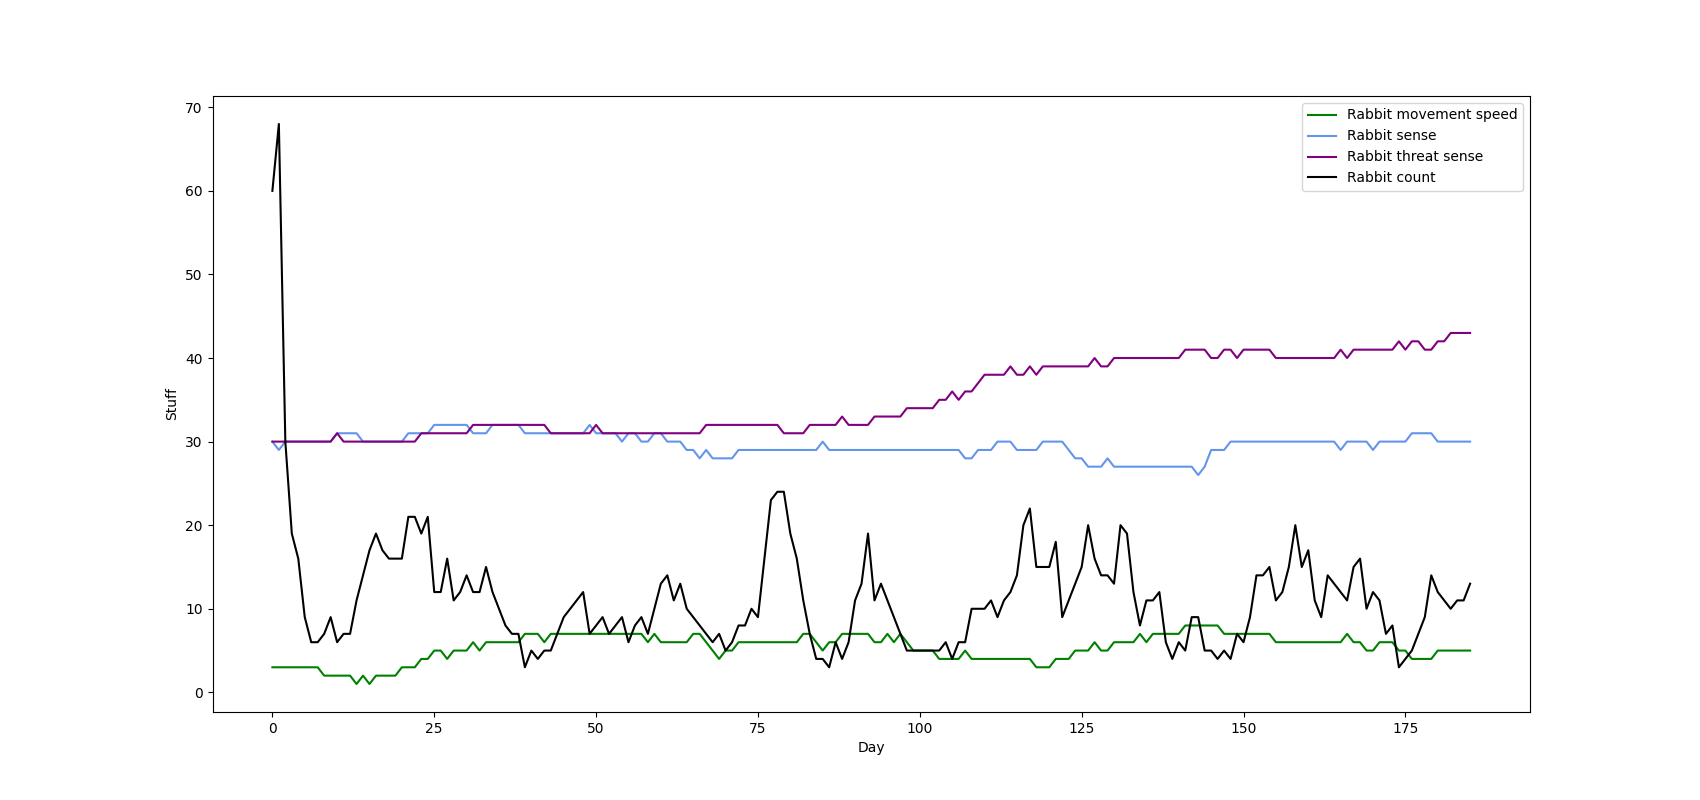 Rabbit movement speed
Rabbit sense
Rabbit threat sense
Rabbit count
70
60
50
40
30
20
10
0
Stuff
0 25 50 75 100 125 150 175
Day